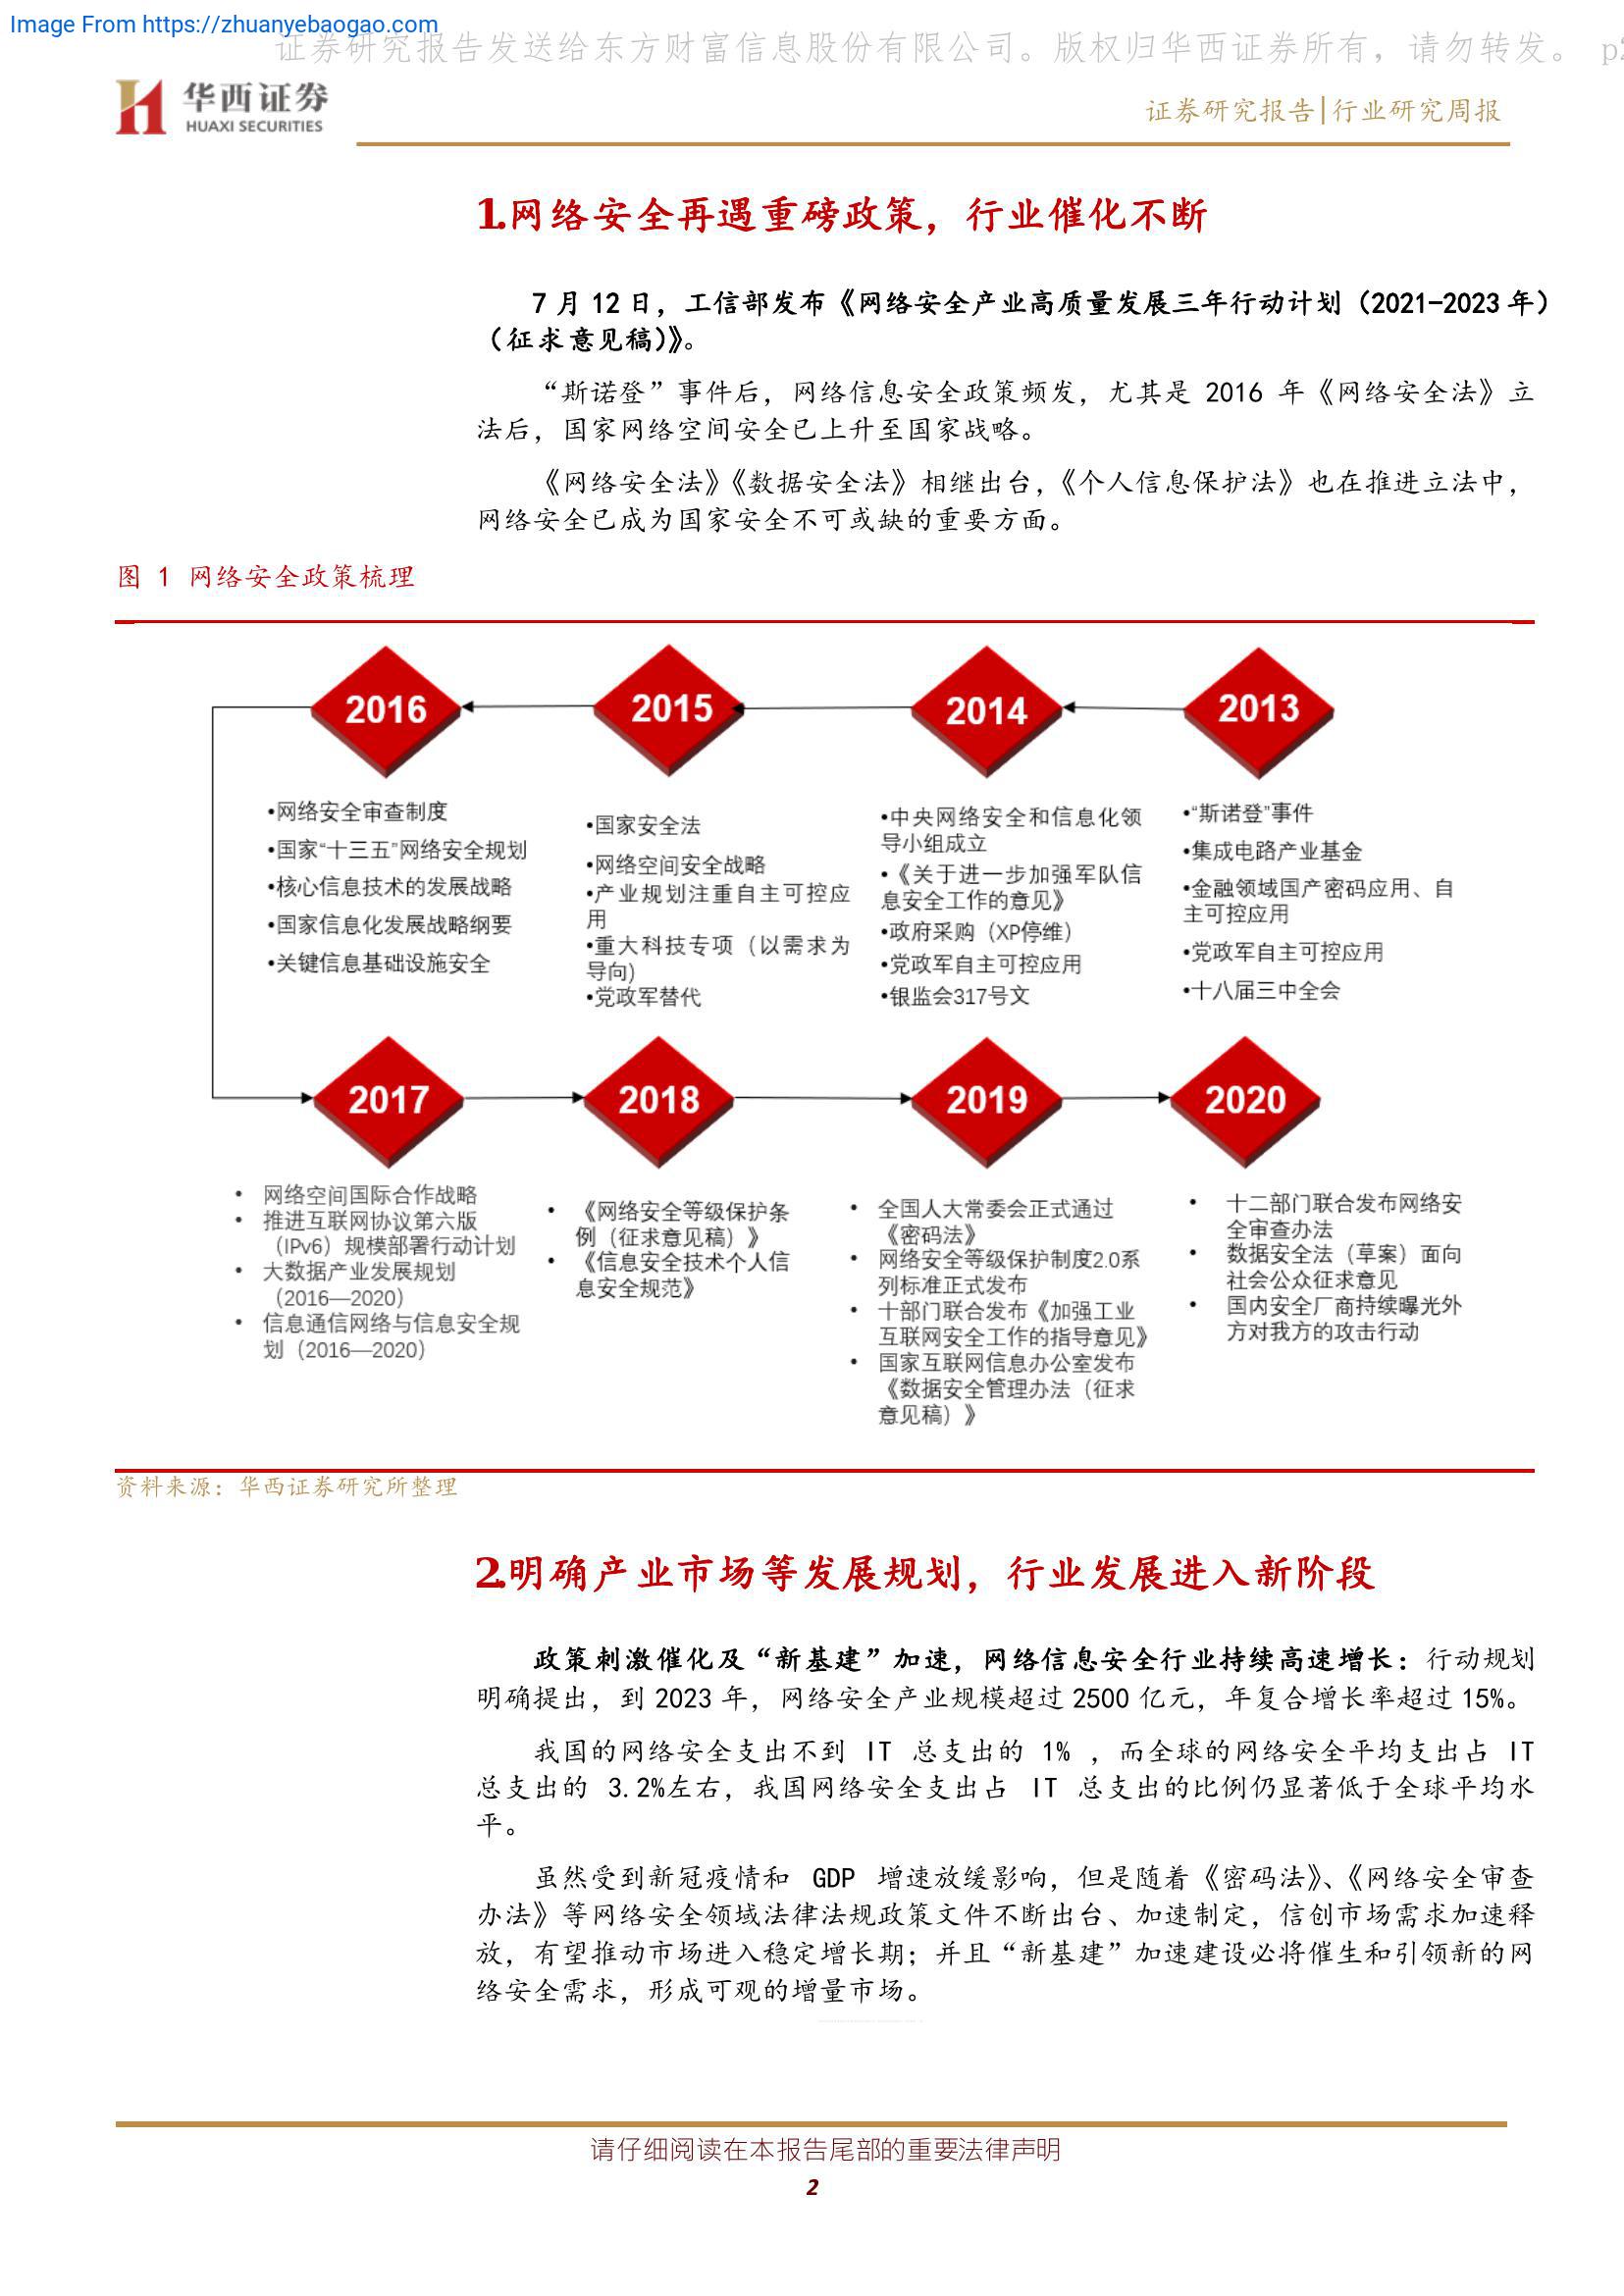 Image From https://zhuanyebaogao.com
证券研究报告发送给东方财富信息股份有限公司。版权归华西证券所有，请勿转发。 p2
华西证券
HUAXI SECURITIES
证券研究报告|行业研究周报
1.网络安全再遇重磅政策，行业催化不断
7 月 12 日，工信部发布《网络安全产业高质量发展三年行动计划（2021-2023 年）
（征求意见稿）》。
“斯诺登”事件后，网络信息安全政策频发，尤其是 2016 年《网络安全法》立
法后，国家网络空间安全已上升至国家战略。
《网络安全法》《数据安全法》相继出台，《个人信息保护法》也在推进立法中，
网络安全已成为国家安全不可或缺的重要方面。
图 1 网络安全政策梳理
2016
2015
2014
2013
•网络安全审查制度
•国家“十三五”网络安全规划
•核心信息技术的发展战略
•国家信息化发展战略纲要
•关键信息基础设施安全
•国家安全法
•网络空间安全战略
•产业规划注重自主可控应
用
•重大科技专项（以需求为
导向）
•党政军替代
•中央网络安全和信息化领
导小组成立
•《关于进一步加强军队信
息安全工作的意见》
•政府采购（XP停维）
•党政军自主可控应用
•银监会317号文
•“斯诺登”事件
•集成电路产业基金
•金融领域国产密码应用、自
主可控应用
•党政军自主可控应用
•十八届三中全会
2017
2018
2019
2020
• 网络空间国际合作战略
• 推进互联网协议第六版
（IPv6）规模部署行动计划
• 大数据产业发展规划
（2016—2020）
• 信息通信网络与信息安全规
划（2016—2020）
• 《网络安全等级保护条
例（征求意见稿）》
• 《信息安全技术个人信
息安全规范》
• 全国人大常委会正式通过
《密码法》
• 网络安全等级保护制度2.0系
列标准正式发布
• 十部门联合发布《加强工业
互联网安全工作的指导意见》
• 国家互联网信息办公室发布
《数据安全管理办法（征求
意见稿）》
• 十二部门联合发布网络安
全审查办法
• 数据安全法（草案）面向
社会公众征求意见
• 国内安全厂商持续曝光外
方对我方的攻击行动
资料来源：华西证券研究所整理
2.明确产业市场等发展规划，行业发展进入新阶段
政策刺激催化及“新基建”加速，网络信息安全行业持续高速增长：行动规划
明确提出，到 2023 年，网络安全产业规模超过 2500 亿元，年复合增长率超过 15%。
我国的网络安全支出不到 IT 总支出的 1% ，而全球的网络安全平均支出占 IT
总支出的 3.2%左右，我国网络安全支出占 IT 总支出的比例仍显著低于全球平均水
平。
虽然受到新冠疫情和 GDP 增速放缓影响，但是随着《密码法》、《网络安全审查
办法》等网络安全领域法律法规政策文件不断出台、加速制定，信创市场需求加速释
放，有望推动市场进入稳定增长期；并且“新基建”加速建设必将催生和引领新的网
络安全需求，形成可观的增量市场。
请仔细阅读在本报告尾部的重要法律声明
2